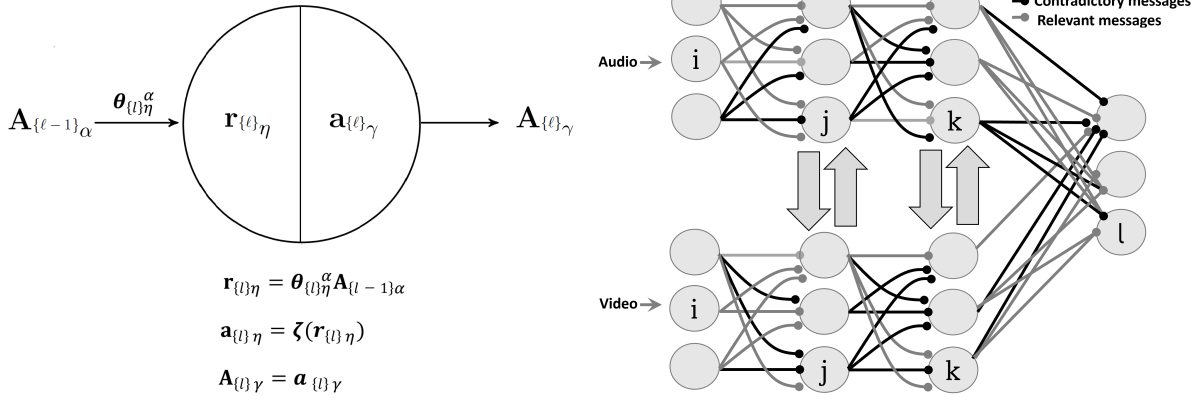 Contradictory messages
Relevant messages
A{ℓ−1}α
θ{l}η^α
r{ℓ}η
a{ℓ}γ
A{ℓ}γ
r{l}η = θ{l}η^α A{l − 1}α
a{l} η = ζ(r{l} η)
A{l} γ = a {l} γ
Audio
i
j
k
l
Video
i
j
k